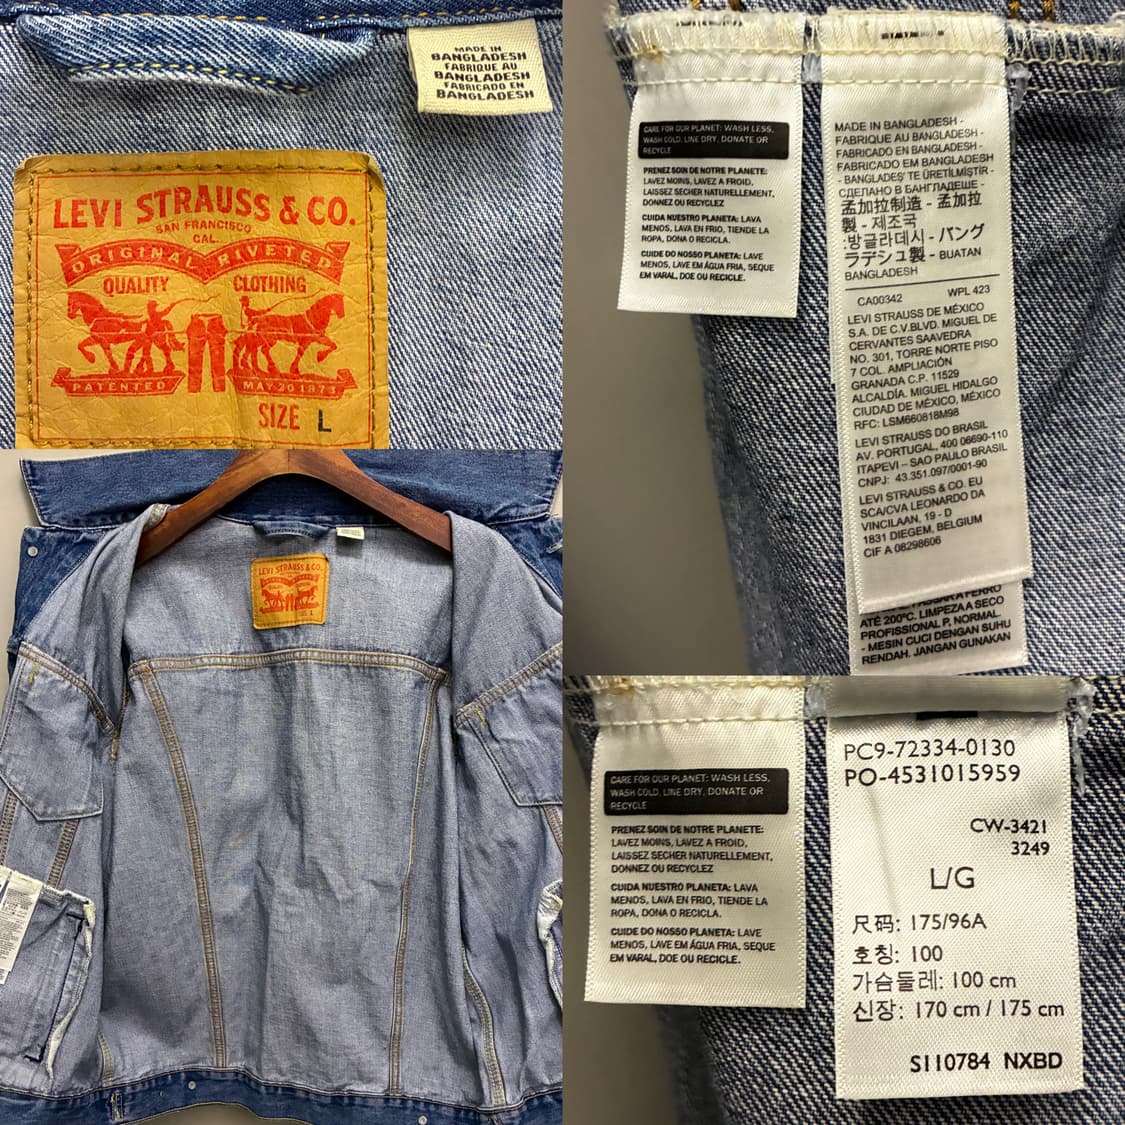 MADE IN
BANGLADESH
FABRIQUE AU
BANGLADESH
FABRICADO EN
BANGLADESH
LEVI STRAUSS & CO.
SAN FRANCISCO
CAL.
ORIGINAL RIVETED
QUALITY CLOTHING
PATENTED MAY 20 1873
SIZE L
CARE FOR OUR PLANET: WASH LESS,
WASH COLD, LINE DRY, DONATE OR
RECYCLE
PRENEZ SOIN DE NOTRE PLANETE:
LAVEZ MOINS, LAVEZ A FROID,
LAISSEZ SECHER NATURELLEMENT,
DONNEZ OU RECYCLEZ
CUIDA NUESTRO PLANETA: LAVA
MENOS, LAVA EN FRIO, TIENDE LA
ROPA, DONA O RECICLA.
CUIDE DO NOSSO PLANETA: LAVE
MENOS, LAVE EM ÁGUA FRIA, SEQUE
EM VARAL, DOE OU RECICLE.
MADE IN BANGLADESH -
FABRIQUE AU BANGLADESH -
FABRICADO EN BANGLADESH -
FABRICADO EM BANGLADESH
- BANGLADEŞ'TE ÜRETİLMİŞTİR -
СДЕЛАНО В БАНГЛАДЕШЕ -
孟加拉制造 - 孟加拉
製 - 제조국
:방글라데시 - バング
ラデシュ製 - BUATAN
BANGLADESH
CA00342 WPL 423
LEVI STRAUSS DE MÉXICO
S.A. DE C.V.BLVD. MIGUEL DE
CERVANTES SAAVEDRA
NO. 301, TORRE NORTE PISO
7 COL. AMPLIACIÓN
GRANADA C.P. 11529
ALCALDÍA. MIGUEL HIDALGO
CIUDAD DE MÉXICO, MÉXICO
RFC: LSM660818M98
LEVI STRAUSS DO BRASIL
AV. PORTUGAL, 400 06690-110
ITAPEVI – SAO PAULO BRASIL
CNPJ: 43.351.097/0001-90
LEVI STRAUSS & CO. EU
SCA/CVA LEONARDO DA
VINCILAAN, 19 - D
1831 DIEGEM, BELGIUM
CIF A 08298606
A FERRO
ATÉ 200ºC. LIMPEZA A SECO
PROFISSIONAL P, NORMAL.
- MESIN CUCI DENGAN SUHU
RENDAH. JANGAN GUNAKAN
LEVI STRAUSS & CO.
CARE FOR OUR PLANET: WASH LESS,
WASH COLD, LINE DRY, DONATE OR
RECYCLE
PRENEZ SOIN DE NOTRE PLANETE:
LAVEZ MOINS, LAVEZ A FROID,
LAISSEZ SECHER NATURELLEMENT,
DONNEZ OU RECYCLEZ
CUIDA NUESTRO PLANETA: LAVA
MENOS, LAVA EN FRIO, TIENDE LA
ROPA, DONA O RECICLA.
CUIDE DO NOSSO PLANETA: LAVE
MENOS, LAVE EM ÁGUA FRIA, SEQUE
EM VARAL, DOE OU RECICLE.
PC9-72334-0130
PO-4531015959
CW-3421
3249
L/G
尺码: 175/96A
호칭: 100
가슴둘레: 100 cm
신장: 170 cm / 175 cm
S110784 NXBD